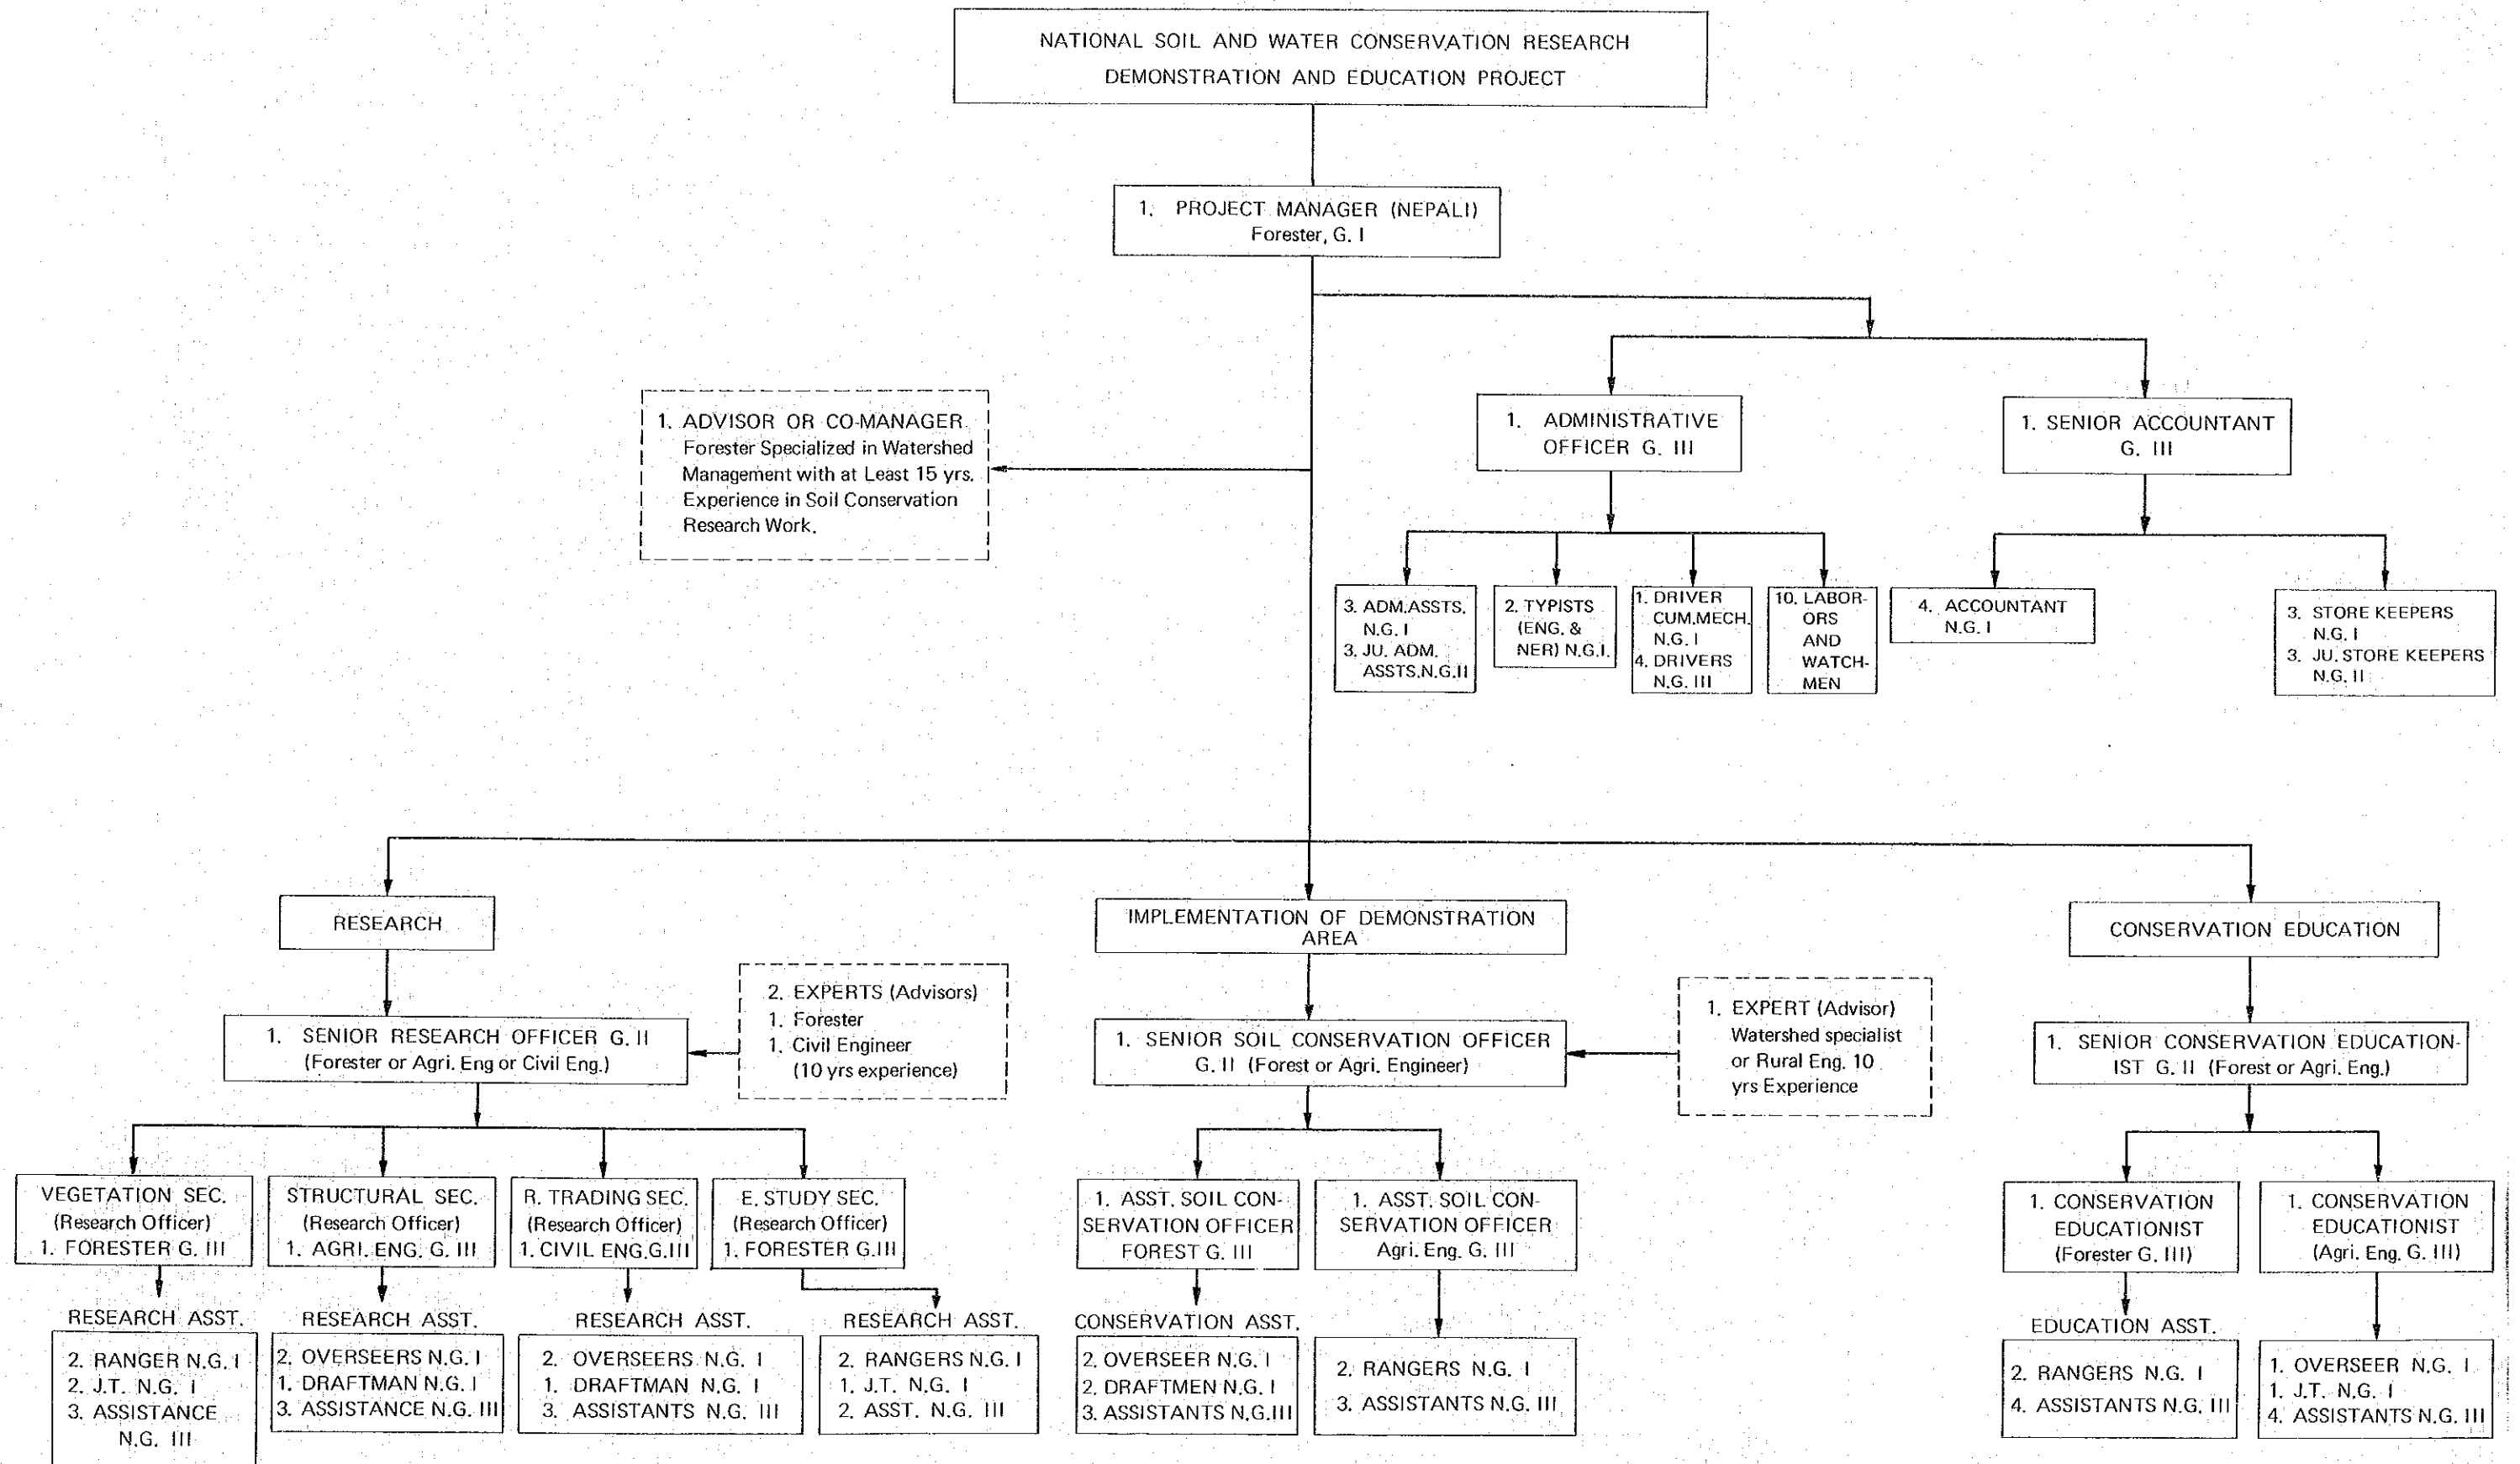 NATIONAL SOIL AND WATER CONSERVATION RESEARCH
DEMONSTRATION AND EDUCATION PROJECT
1. PROJECT MANAGER (NEPALI)
Forester, G. I
1. ADVISOR OR CO-MANAGER
Forester Specialized in Watershed
Management with at Least 15 yrs.
Experience in Soil Conservation
Research Work.
1. ADMINISTRATIVE
OFFICER G. III
1. SENIOR ACCOUNTANT
G. III
3. ADM.ASSTS.
N.G. I
3. JU. ADM.
ASSTS.N.G.II
2. TYPISTS
(ENG. &
NER) N.G.I.
1. DRIVER
CUM.MECH.
N.G. I
4. DRIVERS
N.G. III
10. LABOR-
ORS
AND
WATCH-
MEN
4. ACCOUNTANT
N.G. I
3. STORE KEEPERS
N.G. I
3. JU. STORE KEEPERS
N.G. II
RESEARCH
IMPLEMENTATION OF DEMONSTRATION
AREA
CONSERVATION EDUCATION
1. SENIOR RESEARCH OFFICER G. II
(Forester or Agri. Eng or Civil Eng.)
2. EXPERTS (Advisors)
1. Forester
1. Civil Engineer
(10 yrs experience)
1. SENIOR SOIL CONSERVATION OFFICER
G. II (Forest or Agri. Engineer)
1. EXPERT (Advisor)
Watershed specialist
or Rural Eng. 10
yrs Experience
1. SENIOR CONSERVATION EDUCATION-
IST G. II (Forest or Agri. Eng.)
VEGETATION SEC.
(Research Officer)
1. FORESTER G. III
STRUCTURAL SEC.
(Research Officer)
1. AGRI. ENG. G. III
R. TRADING SEC.
(Research Officer)
1. CIVIL ENG.G.III
E. STUDY SEC.
(Research Officer)
1. FORESTER G.III
1. ASST. SOIL CON-
SERVATION OFFICER
FOREST G. III
1. ASST. SOIL CON-
SERVATION OFFICER
Agri. Eng. G. III
1. CONSERVATION
EDUCATIONIST
(Forester G. III)
1. CONSERVATION
EDUCATIONIST
(Agri. Eng. G. III)
RESEARCH ASST.
2. RANGER N.G. I
2. J.T. N.G. I
3. ASSISTANCE
N.G. III
RESEARCH ASST.
2. OVERSEERS N.G. I
1. DRAFTMAN N.G. I
3. ASSISTANCE N.G. III
RESEARCH ASST.
2. OVERSEERS N.G. I
1. DRAFTMAN N.G. I
3. ASSISTANTS N.G. III
RESEARCH ASST.
2. RANGERS N.G. I
1. J.T. N.G. I
2. ASST. N.G. III
CONSERVATION ASST.
2. OVERSEER N.G. I
2. DRAFTMEN N.G. I
3. ASSISTANTS N.G.III
2. RANGERS N.G. I
3. ASSISTANTS N.G. III
EDUCATION ASST.
2. RANGERS N.G. I
4. ASSISTANTS N.G. III
1. OVERSEER N.G. I
1. J.T. N.G. I
4. ASSISTANTS N.G. III